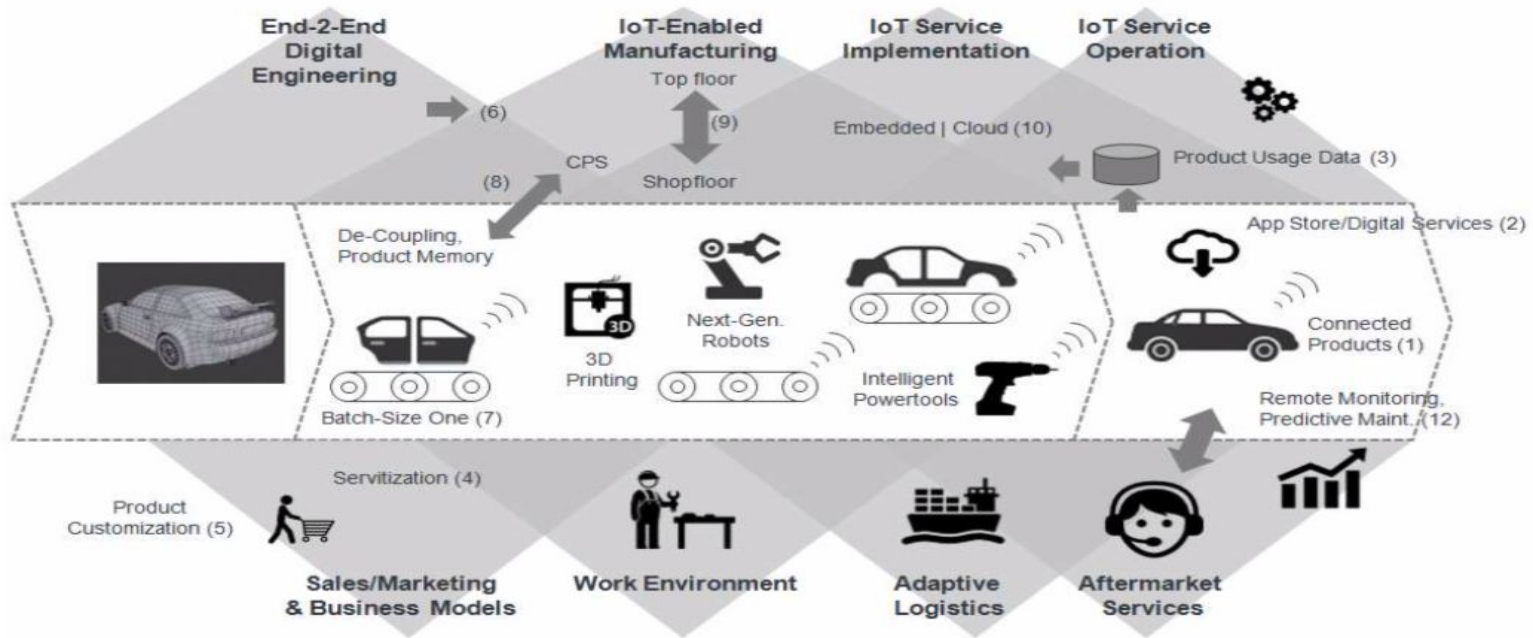 End-2-End
Digital
Engineering
IoT-Enabled
Manufacturing
IoT Service
Implementation
IoT Service
Operation
Top floor
(6)
(9)
Embedded | Cloud (10)
CPS
Product Usage Data (3)
(8)
Shopfloor
De-Coupling,
Product Memory
App Store/Digital Services (2)
3D
Next-Gen.
Robots
Connected
Products (1)
3D
Printing
Intelligent
Powertools
Batch-Size One (7)
Remote Monitoring,
Predictive Maint. (12)
Servitization (4)
Product
Customization (5)
Sales/Marketing
& Business Models
Work Environment
Adaptive
Logistics
Aftermarket
Services